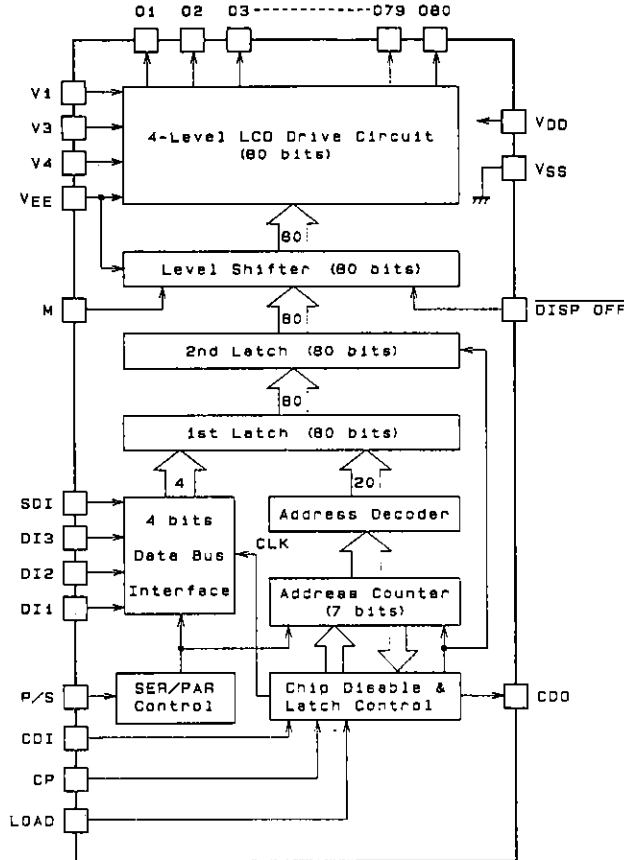 O1 O2 O3 O79 O80
V1
4-Level LCD Drive Circuit
(80 bits)
V3
V4
VEE
VDD
VSS
80
Level Shifter (80 bits)
M
DISP OFF
80
2nd Latch (80 bits)
80
1st Latch (80 bits)
4
20
SDI
DI3
DI2
DI1
4 bits
Data Bus
Interface
CLK
Address Decoder
Address Counter
(7 bits)
P/S
SER/PAR
Control
Chip Disable &
Latch Control
CDO
CDI
CP
LOAD